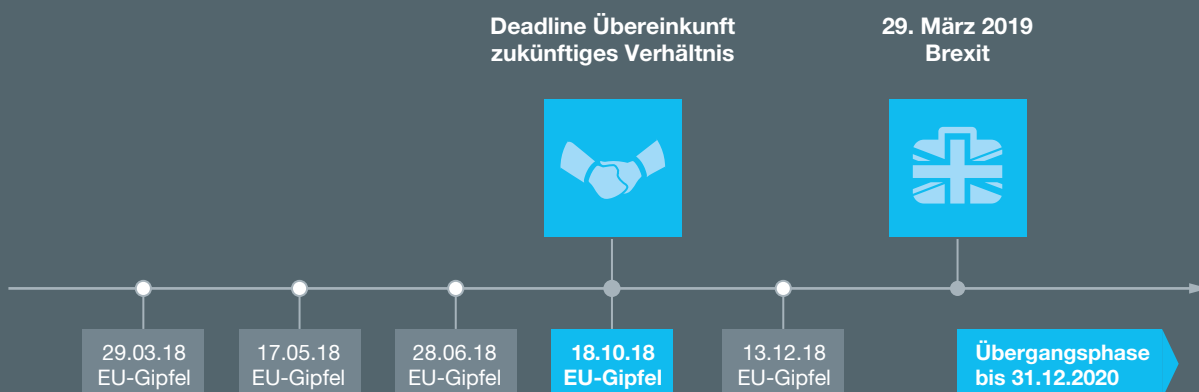 Deadline Übereinkunft
zukünftiges Verhältnis
29. März 2019
Brexit
29.03.18
EU-Gipfel
17.05.18
EU-Gipfel
28.06.18
EU-Gipfel
18.10.18
EU-Gipfel
13.12.18
EU-Gipfel
Übergangsphase
bis 31.12.2020